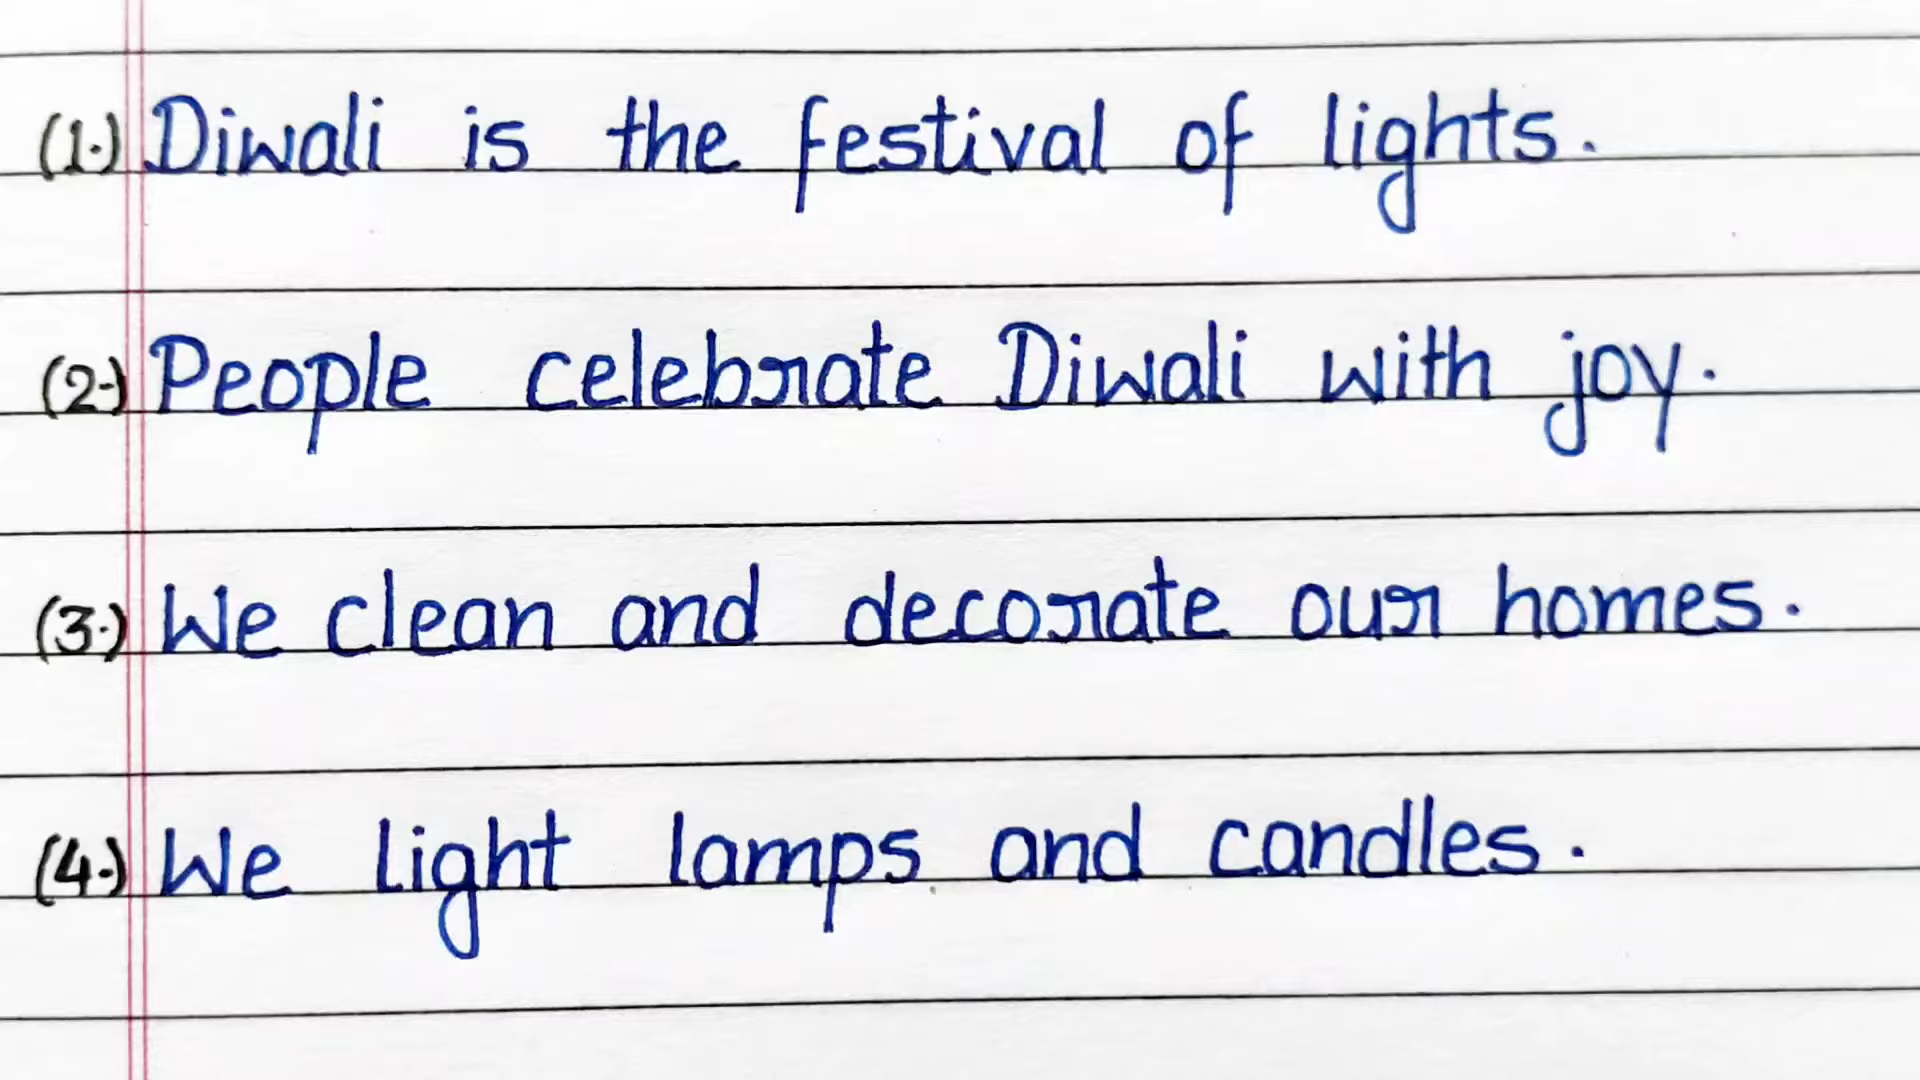 (1.) Diwali is the festival of lights.
(2.) People celebrate Diwali with joy.
(3.) We clean and decorate our homes.
(4.) We light lamps and candles.